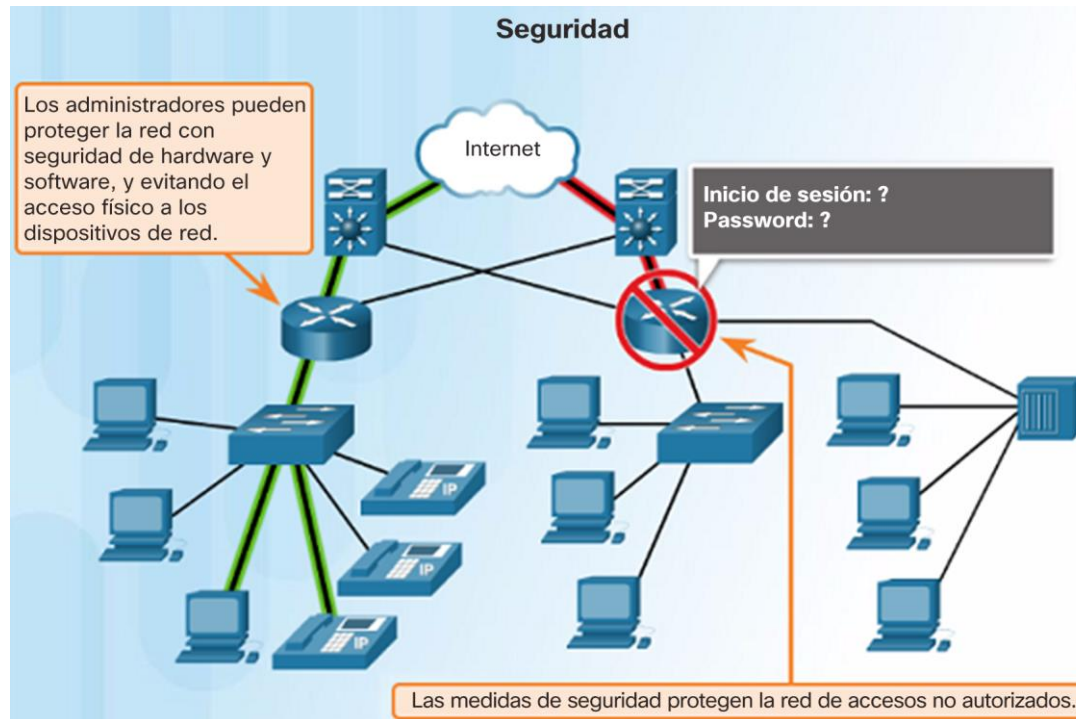 Seguridad
Los administradores pueden
proteger la red con
seguridad de hardware y
software, y evitando el
acceso físico a los
dispositivos de red.
Internet
Inicio de sesión: ?
Password: ?
IP
IP
IP
Las medidas de seguridad protegen la red de accesos no autorizados.